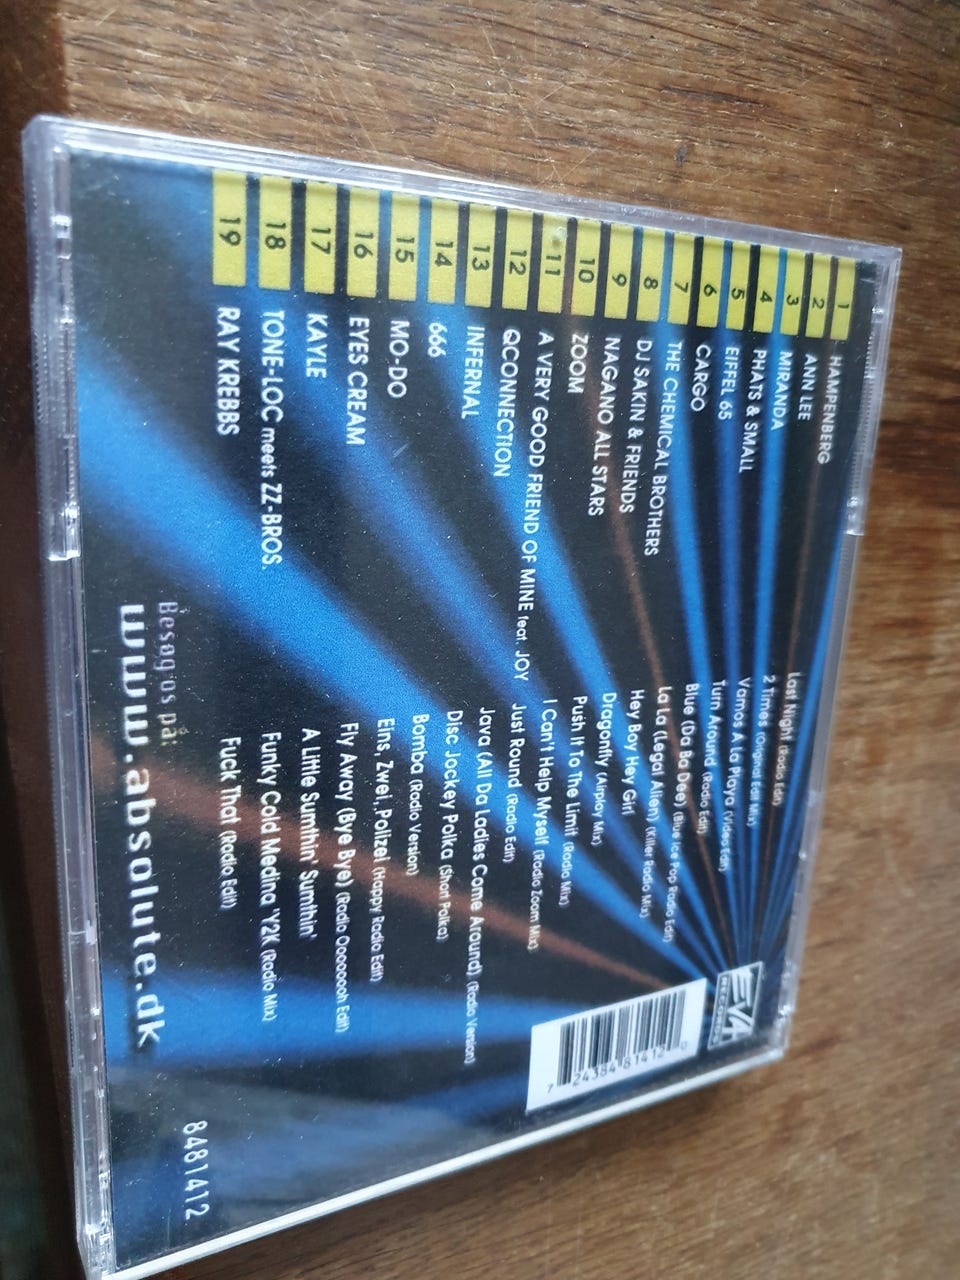 1 HAMPENBERG Last Night (Radio Edit)
2 ANN LEE 2 Times (Original Edit Mix)
3 MIRANDA Vamos A La Playa (Video Edit)
4 PHATS & SMALL Turn Around (Radio Edit)
5 EIFFEL 65 Blue (Da Ba Dee) (Blue Ice Pop Radio Edit)
6 CARGO La La (Legal Alien) (Killer Radio Mix)
7 THE CHEMICAL BROTHERS Hey Boy Hey Girl
8 DJ SAKIN & FRIENDS Dragonfly (Airplay Mix)
9 NAGANO ALL STARS Push It To The Limit (Radio Mix)
10 ZOOM I Can't Help Myself (Radio Zoom Mix)
11 A VERY GOOD FRIEND OF MINE feat. JOY Just Round (Radio Edit)
12 QCONNECTION Java (All Da Ladies Come Around) (Radio Version)
13 INFERNAL Disc Jockey Polka (Short Polka)
14 666 Bomba (Radio Version)
15 MO-DO Eins, Zwei, Polizei (Happy Radio Edit)
16 EYES CREAM Fly Away (Bye Bye) (Radio Ooooooooh Edit)
17 KAYLE A Little Sumthin' Sumthin'
18 TONE-LOC meets ZZ-BROS. Funky Cold Medina 'Y2K (Radio Mix)
19 RAY KREBBS Fuck That (Radio Edit)
EVA
RECORDS
7 24384 81412 0
Besøg os på:
www.absolute.dk
8481412